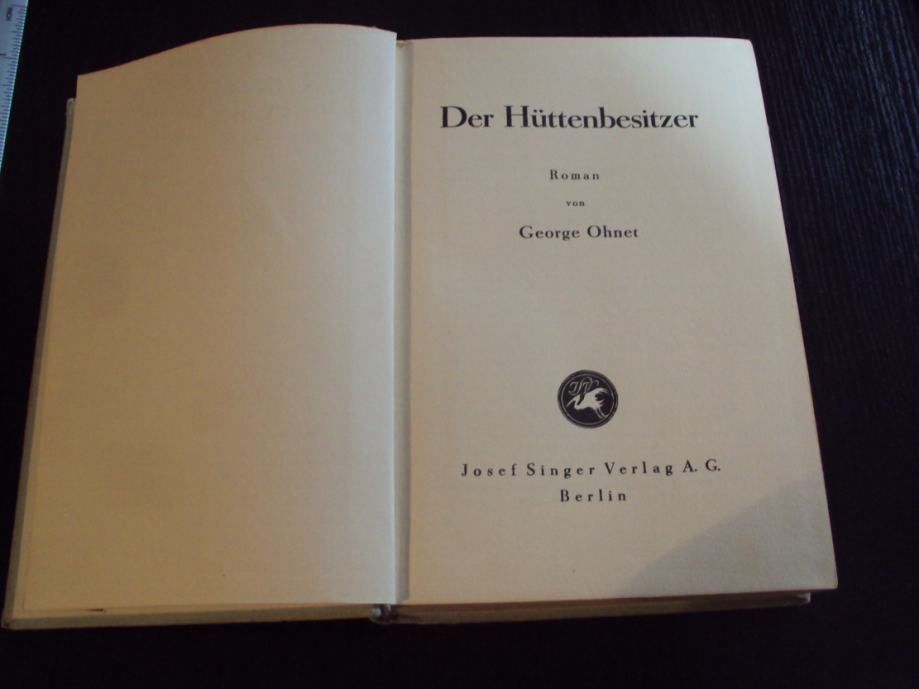 Der Hüttenbesitzer
Roman
von
George Ohnet
Josef Singer Verlag A. G.
Berlin